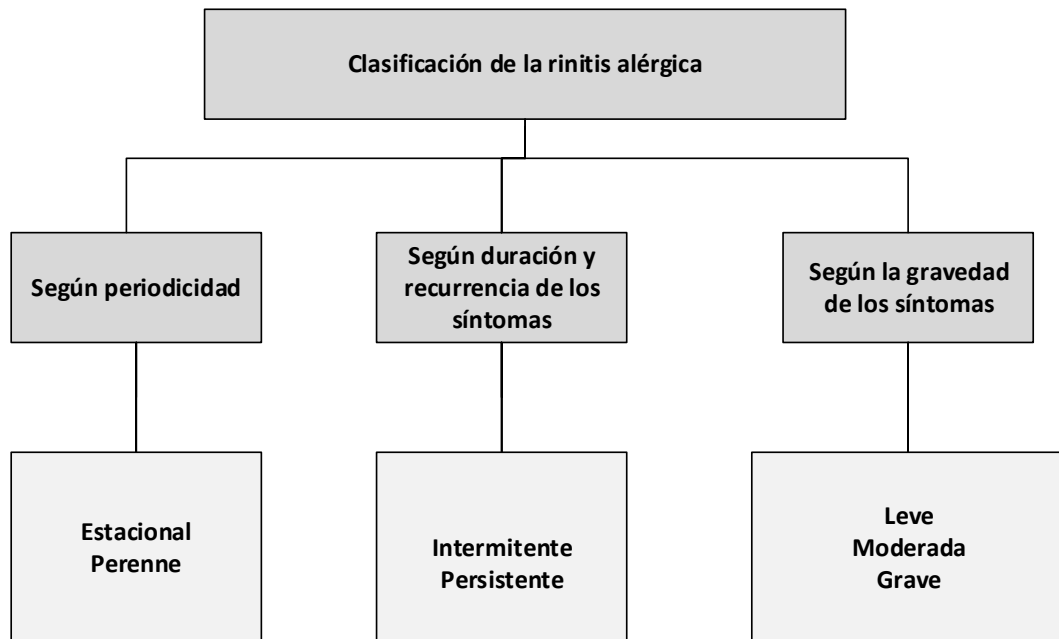 Clasificación de la rinitis alérgica
Según periodicidad
Según duración y
recurrencia de los
síntomas
Según la gravedad
de los síntomas
Estacional
Perenne
Intermitente
Persistente
Leve
Moderada
Grave